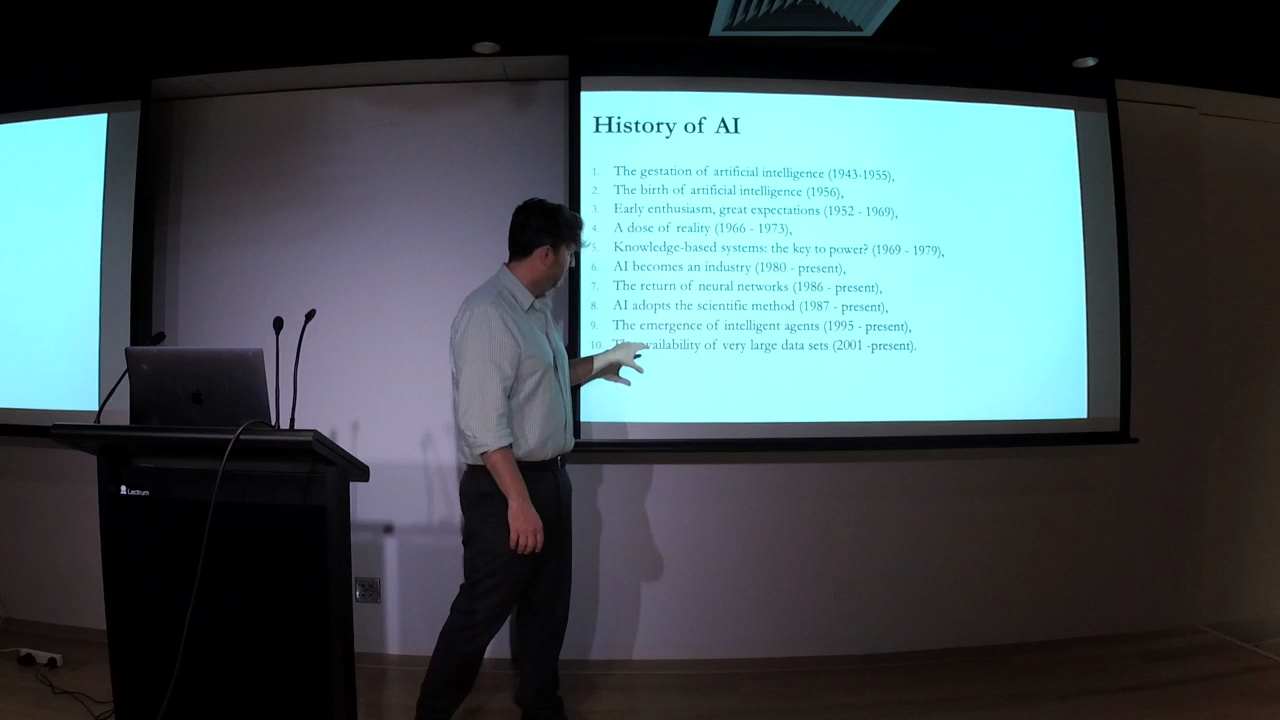 History of AI
1. The gestation of artificial intelligence (1943-1955),
2. The birth of artificial intelligence (1956),
3. Early enthusiasm, great expectations (1952 - 1969),
4. A dose of reality (1966 - 1973),
5. Knowledge-based systems: the key to power? (1969 - 1979),
6. AI becomes an industry (1980 - present),
7. The return of neural networks (1986 - present),
8. AI adopts the scientific method (1987 - present),
9. The emergence of intelligent agents (1995 - present),
10. The availability of very large data sets (2001 -present).
Lectrum